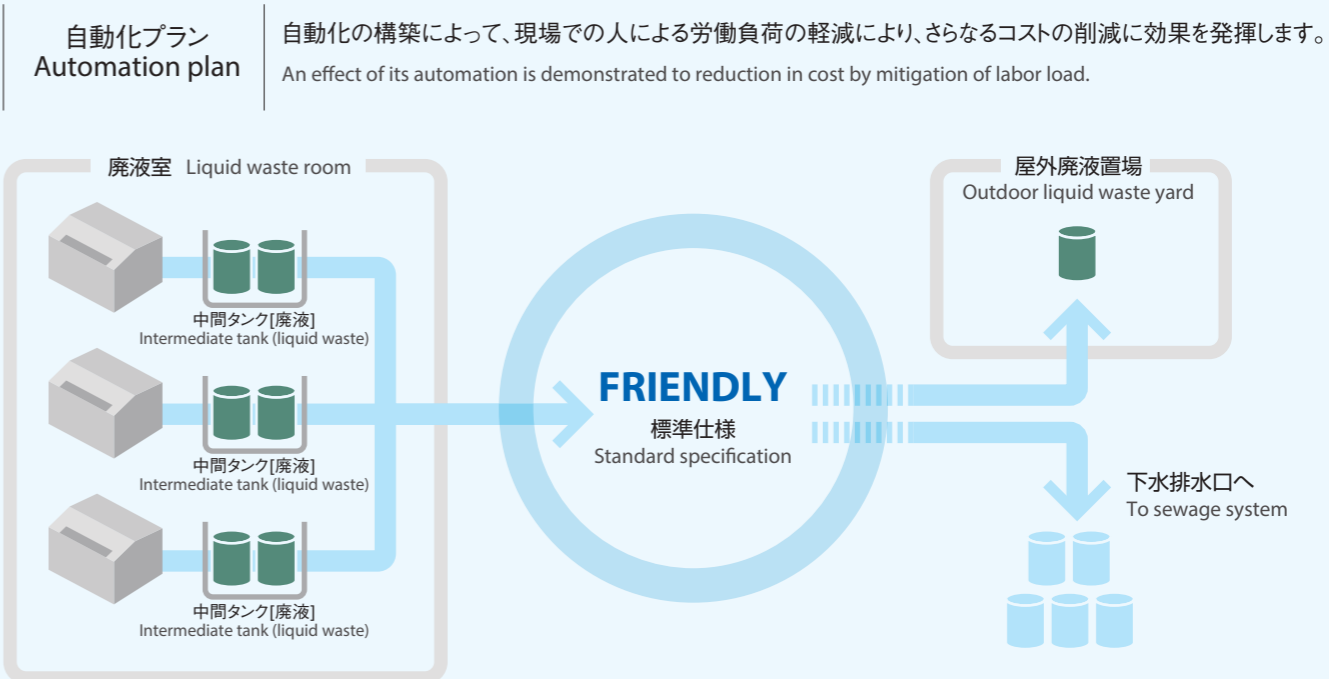 自動化プラン
Automation plan
自動化の構築によって、現場での人による労働負荷の軽減により、さらなるコストの削減に効果を発揮します。
An effect of its automation is demonstrated to reduction in cost by mitigation of labor load.
廃液室 Liquid waste room
中間タンク[廃液]
Intermediate tank (liquid waste)
中間タンク[廃液]
Intermediate tank (liquid waste)
中間タンク[廃液]
Intermediate tank (liquid waste)
FRIENDLY
標準仕様
Standard specification
屋外廃液置場
Outdoor liquid waste yard
下水排水口へ
To sewage system